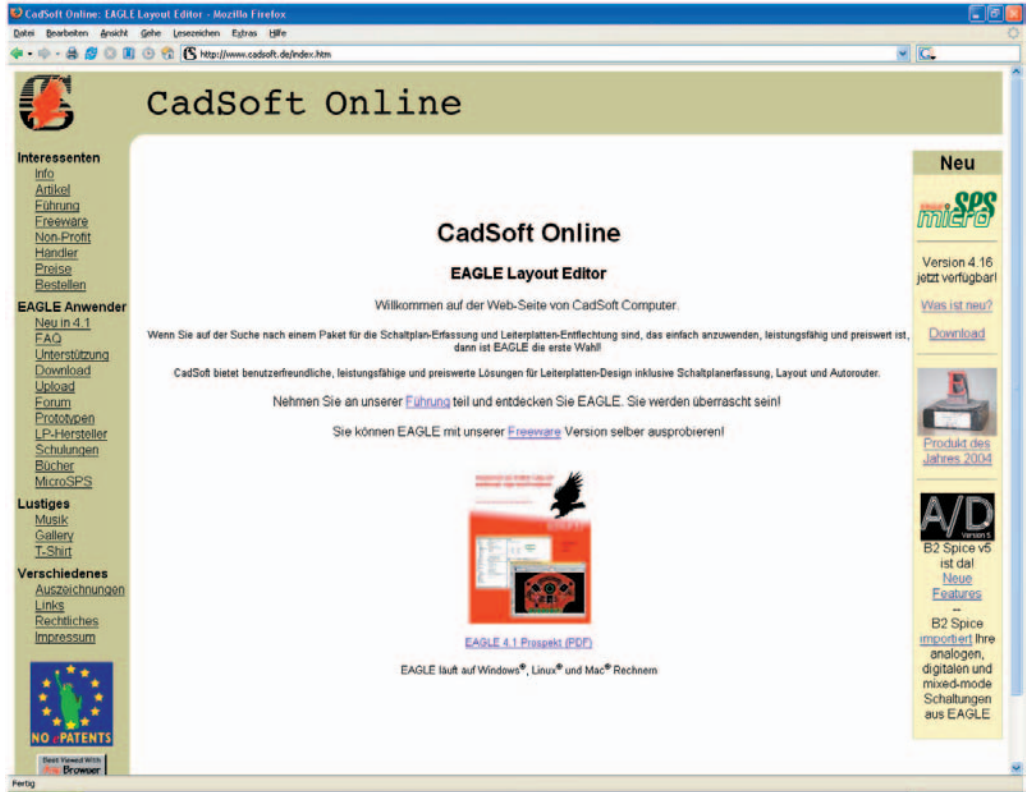 CadSoft Online: EAGLE Layout Editor - Mozilla Firefox
Datei Bearbeiten Ansicht Gehe Lesezeichen Extras Hilfe
http://www.cadsoft.de/index.htm
CadSoft Online
Interessenten
Info
Artikel
Führung
Freeware
Non-Profit
Händler
Preise
Bestellen
EAGLE Anwender
Neu in 4.1
FAQ
Unterstützung
Download
Upload
Forum
Prototypen
LP-Hersteller
Schulungen
Bücher
MicroSPS
Lustiges
Musik
Gallery
T-Shirt
Verschiedenes
Auszeichnungen
Links
Rechtliches
Impressum
NO ePATENTS
Best Viewed With
Browser
CadSoft Online
EAGLE Layout Editor
Willkommen auf der Web-Seite von CadSoft Computer.
Wenn Sie auf der Suche nach einem Paket für die Schaltplan-Erfassung und Leiterplatten-Entflechtung sind, das einfach anzuwenden, leistungsfähig und preiswert ist,
dann ist EAGLE die erste Wahl!
CadSoft bietet benutzerfreundliche, leistungsfähige und preiswerte Lösungen für Leiterplatten-Design inklusive Schaltplanerfassung, Layout und Autorouter.
Nehmen Sie an unserer Führung teil und entdecken Sie EAGLE. Sie werden überrascht sein!
Sie können EAGLE mit unserer Freeware Version selber ausprobieren!
EAGLE 4.1 Prospekt (PDF)
EAGLE läuft auf Windows®, Linux® und Mac® Rechnern
Neu
SPS
micro
Version 4.16
jetzt verfügbar!
Was ist neu?
Download
Produkt des
Jahres 2004
A/D
Version 5
B2 Spice v5
ist da!
Neue
Features
--
B2 Spice
importiert Ihre
analogen,
digitalen und
mixed-mode
Schaltungen
aus EAGLE
Fertig